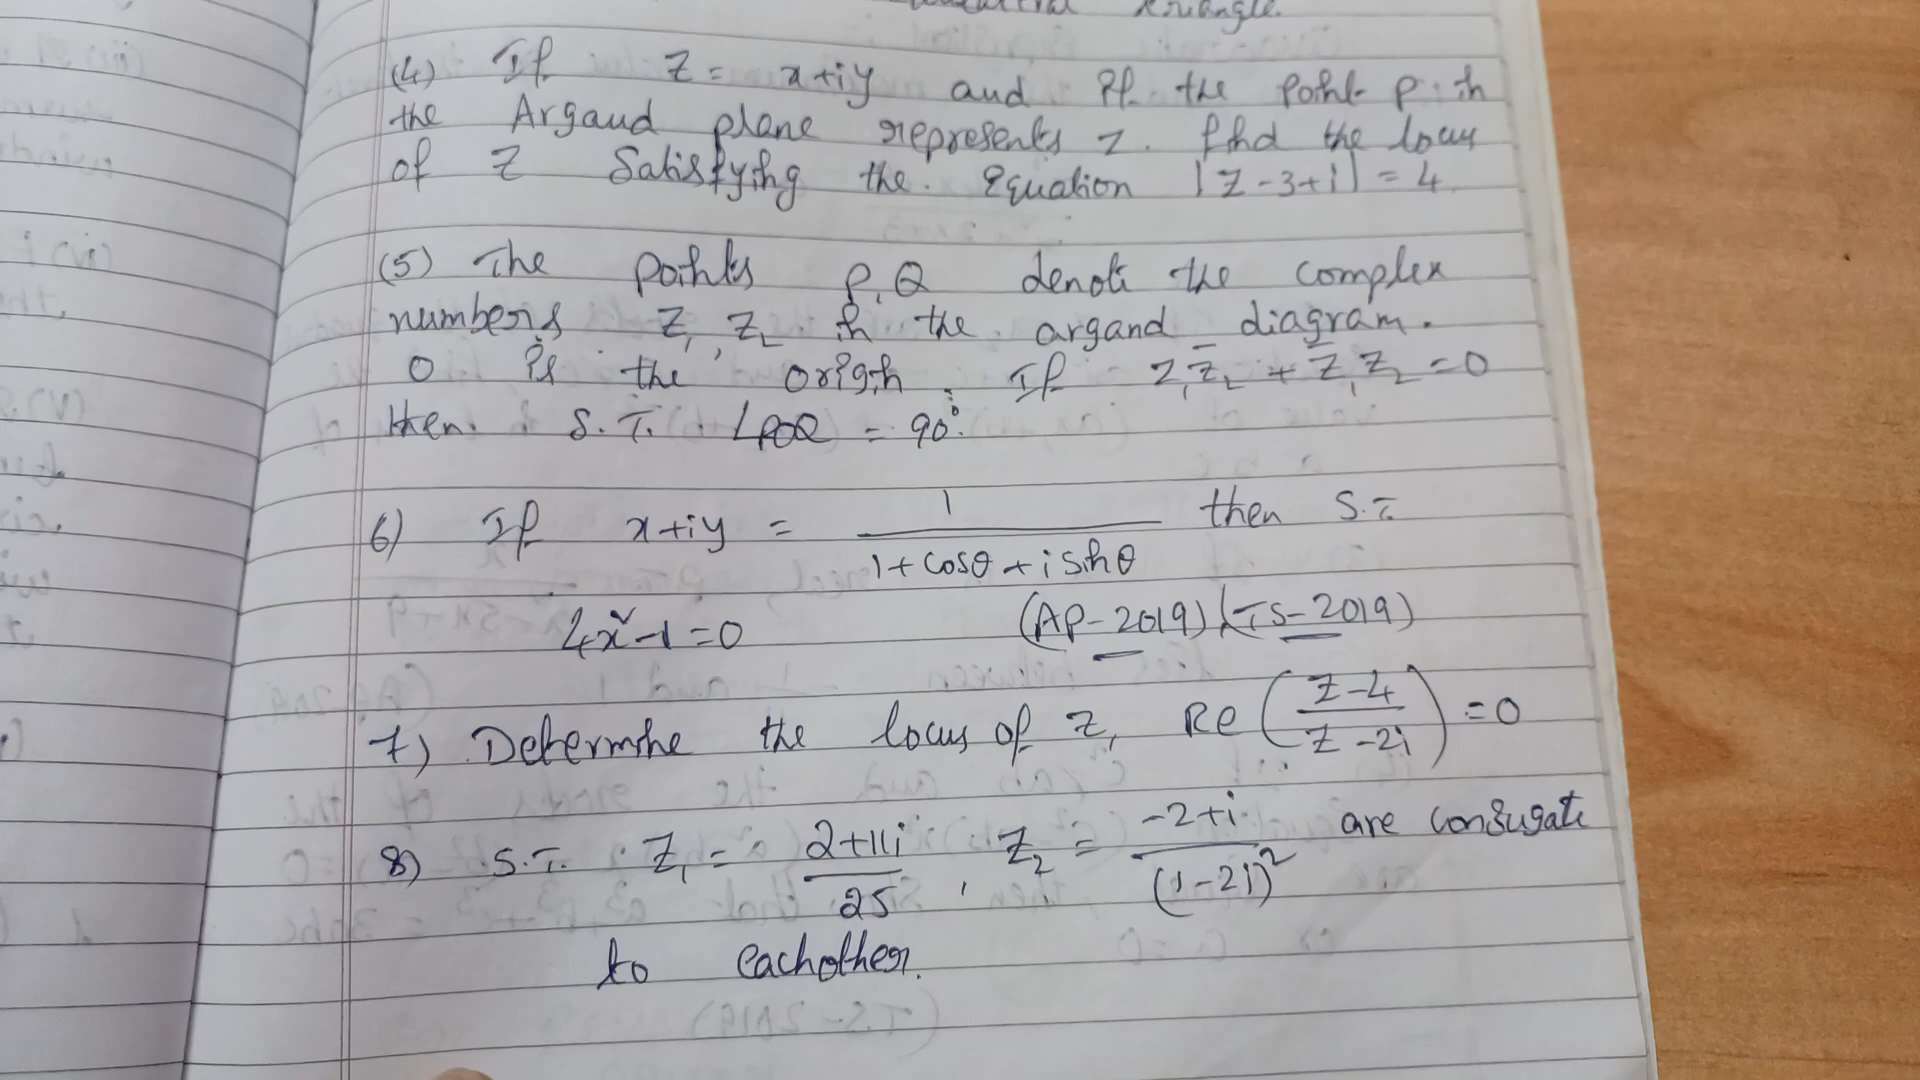 triangle.
(4) If z = x+iy and if the point P in
the Argand plane represents z. find the locus
of z Satisfying the. Equation |z-3+i| = 4
(5) The points P, Q denote the complex
numbers z₁, z₂ in the argand diagram.
O is the origin. If z₁z̄₂ + z̄₁z₂ = 0
then. S.T. ∠POQ = 90°.
6) If x+iy = 1/(1+cosθ+i sinθ) then S.T
4x²-1=0 (AP-2019) (TS-2019)
7) Determine the locus of z, Re((z-4)/(z-2i)) = 0
8) S.T. z₁ = (2+11i)/25, z₂ = (-2+i)/(1-2i)² are conjugate
to eachother.